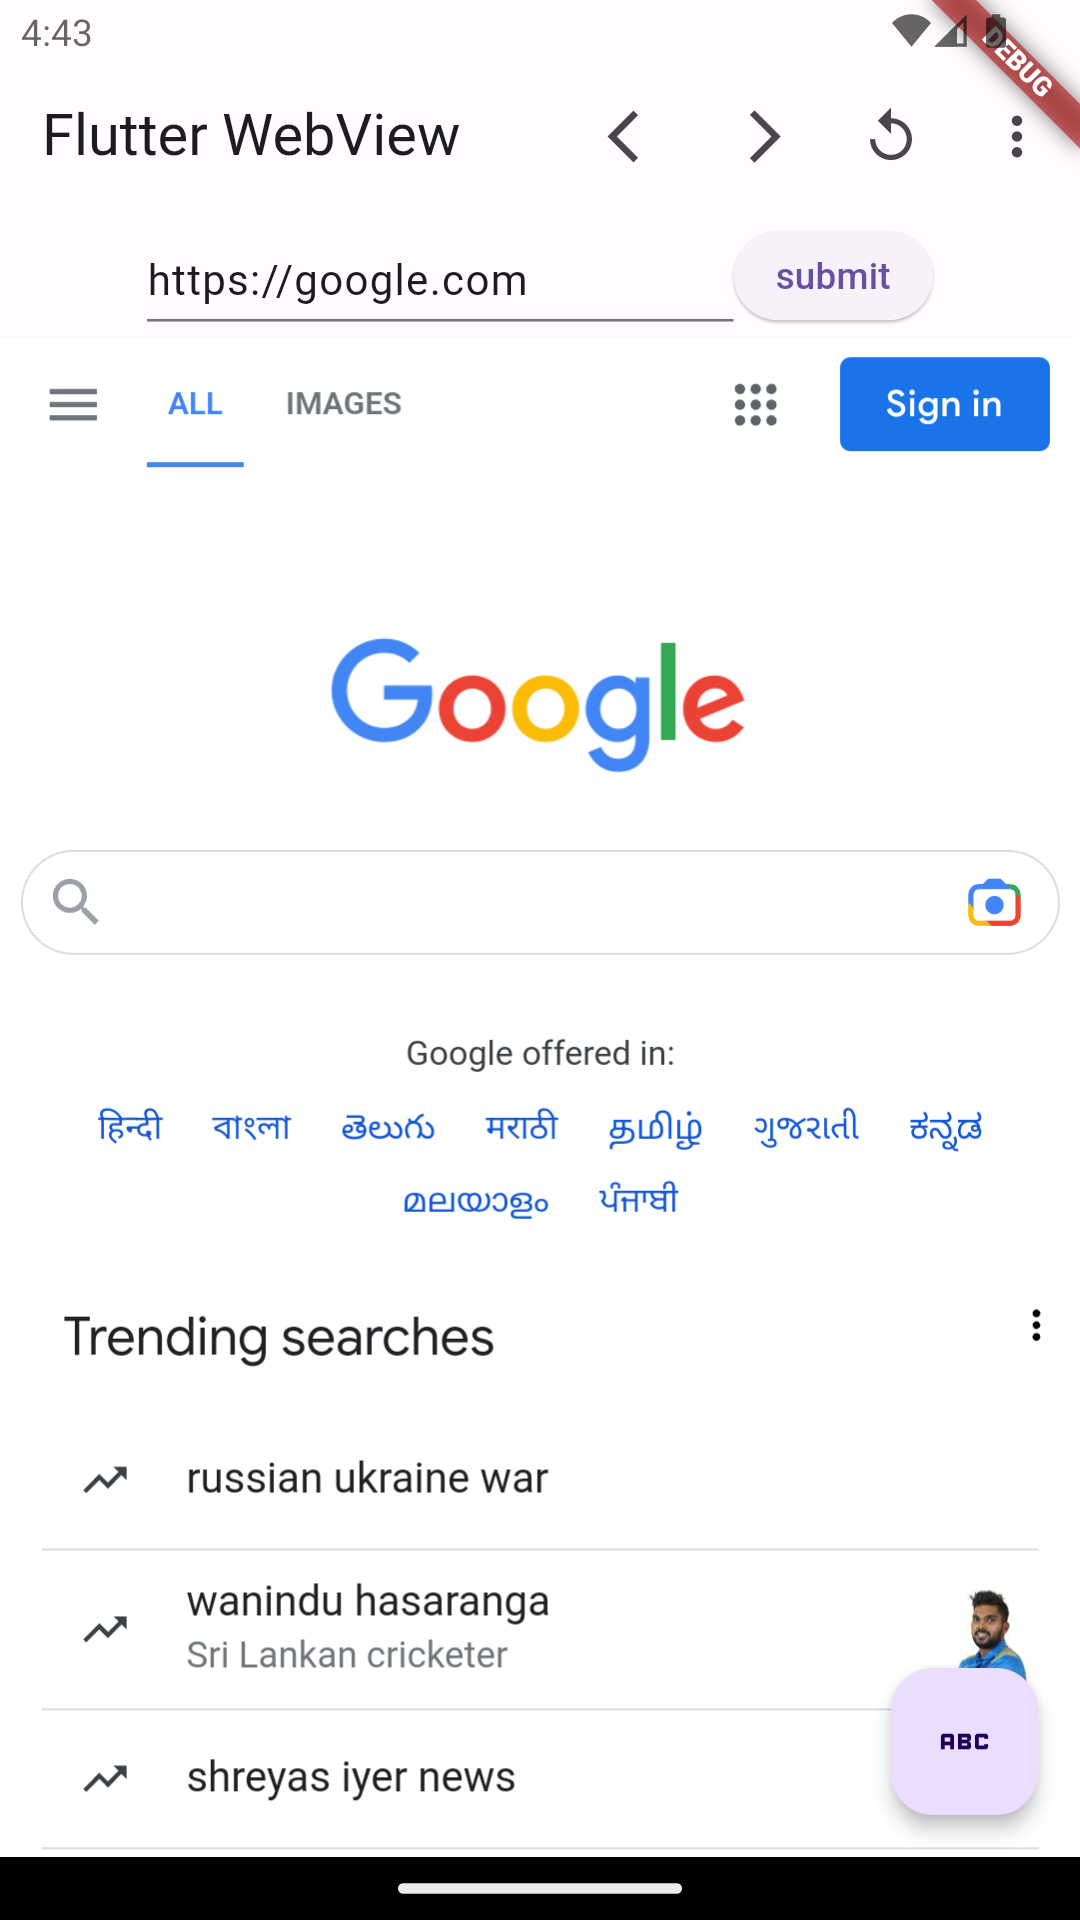 4:43
DEBUG
Flutter WebView
https://google.com submit
ALL IMAGES Sign in
Google
Google offered in:
हिन्दी বাংলা తెలుగు मराठी தமிழ் ગુજરાતી ಕನ್ನಡ
മലയാളം ਪੰਜਾਬੀ
Trending searches
russian ukraine war
wanindu hasaranga
Sri Lankan cricketer
ABC
shreyas iyer news